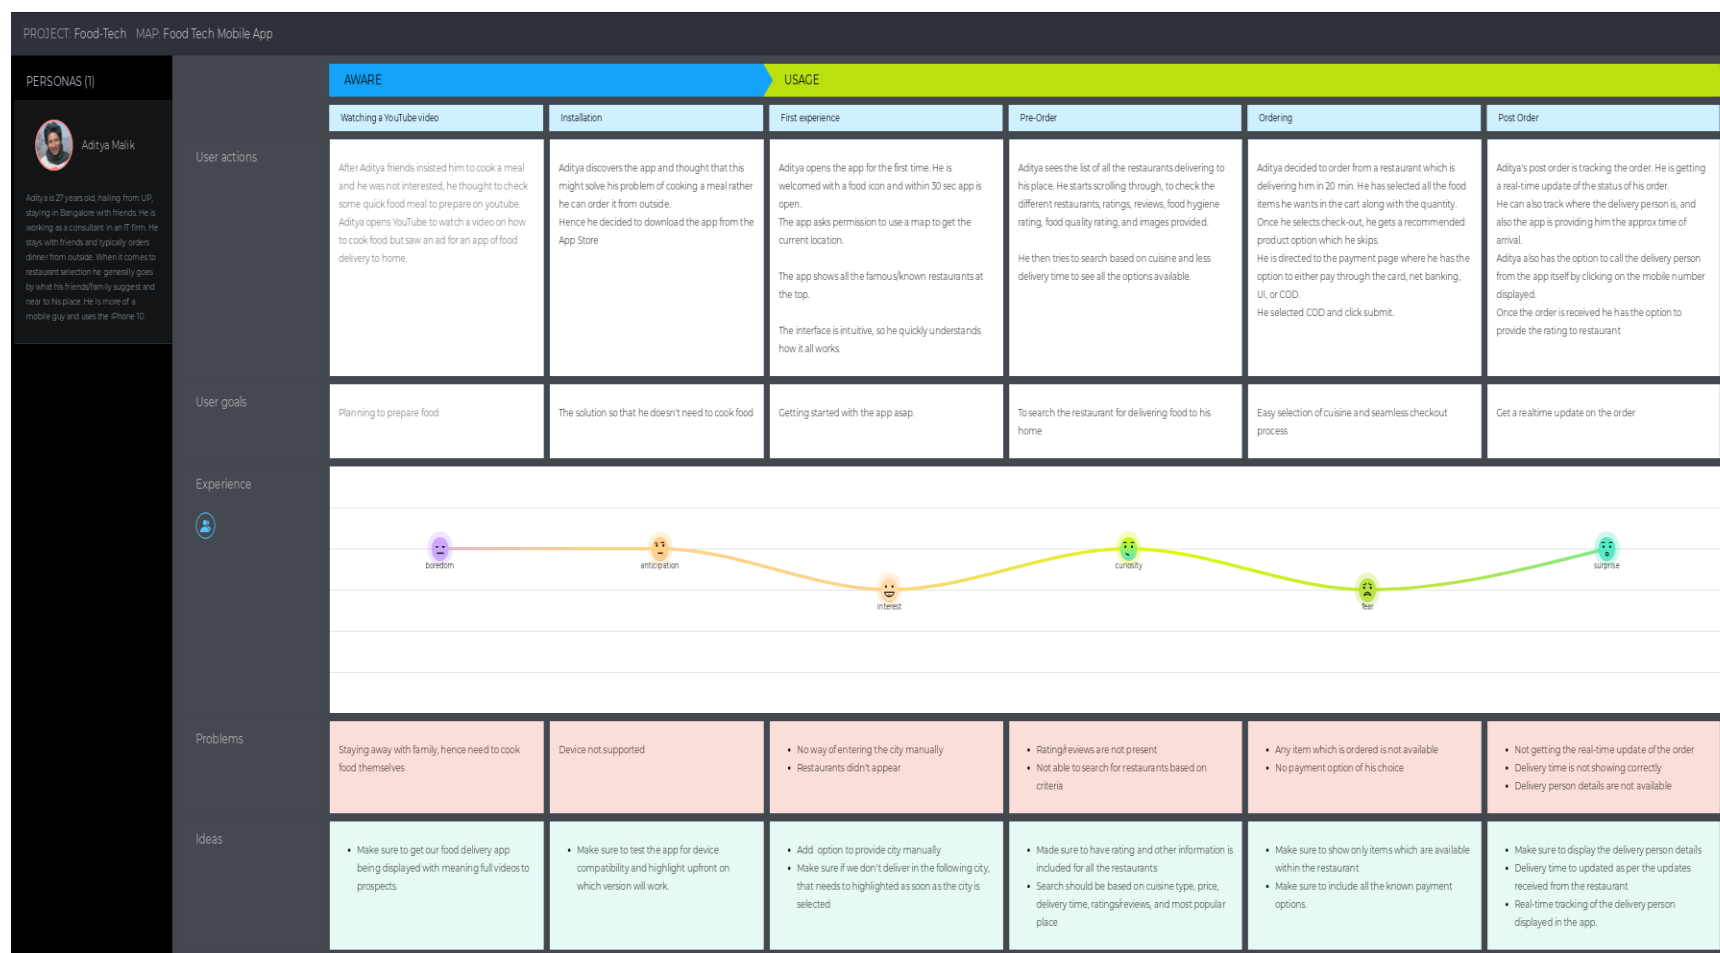 PROJECT: Food-Tech MAP: Food Tech Mobile App
PERSONAS (1)
Aditya Malik
Aditya is 27 years old, hailing from UP,
staying in Bangalore with friends. He is
working as a consultant in an IT firm. He
stays with friends and typically orders
dinner from outside. When it comes to
restaurant selection he generally goes
by what his friends/family suggest and
near to his place. He is more of a
mobile guy and uses the iPhone 10.
AWARE
USAGE
Watching a YouTube video
Installation
First experience
Pre-Order
Ordering
Post Order
User actions
After Aditya friends insisted him to cook a meal
and he was not interested, he thought to check
some quick food meal to prepare on youtube.
Aditya opens YouTube to watch a video on how
to cook food but saw an ad for an app of food
delivery to home.
Aditya discovers the app and thought that this
might solve his problem of cooking a meal rather
he can order it from outside.
Hence he decided to download the app from the
App Store
Aditya opens the app for the first time. He is
welcomed with a food icon and within 30 sec app is
open.
The app asks permission to use a map to get the
current location.
The app shows all the famous/known restaurants at
the top.
The interface is intuitive, so he quickly understands
how it all works.
Aditya sees the list of all the restaurants delivering to
his place. He starts scrolling through, to check the
different restaurants, ratings, reviews, food hygiene
rating, food quality rating, and images provided.
He then tries to search based on cuisine and less
delivery time to see all the options available.
Aditya decided to order from a restaurant which is
delivering him in 20 min. He has selected all the food
items he wants in the cart along with the quantity.
Once he selects check-out, he gets a recommended
product option which he skips.
He is directed to the payment page where he has the
option to either pay through the card, net banking,
UI, or COD.
He selected COD and click submit.
Aditya's post order is tracking the order. He is getting
a real-time update of the status of his order.
He can also track where the delivery person is, and
also the app is providing him the approx time of
arrival.
Aditya also has the option to call the delivery person
from the app itself by clicking on the mobile number
displayed.
Once the order is received he has the option to
provide the rating to restaurant
User goals
Planning to prepare food
The solution so that he doesn't need to cook food
Getting started with the app asap.
To search the restaurant for delivering food to his
home
Easy selection of cuisine and seamless checkout
process
Get a realtime update on the order
Experience
boredom
anticipation
interest
curiosity
fear
surprise
Problems
Staying away with family, hence need to cook
food themselves
Device not supported
• No way of entering the city manually
• Restaurants didn't appear
• Rating/reviews are not present
• Not able to search for restaurants based on
criteria
• Any item which is ordered is not available
• No payment option of his choice
• Not getting the real-time update of the order
• Delivery time is not showing correctly
• Delivery person details are not available
Ideas
• Make sure to get our food delivery app
being displayed with meaning full videos to
prospects.
• Make sure to test the app for device
compatibility and highlight upfront on
which version will work.
• Add option to provide city manually
• Make sure if we don't deliver in the following city,
that needs to highlighted as soon as the city is
selected
• Made sure to have rating and other information is
included for all the restaurants
• Search should be based on cuisine type, price,
delivery time, ratings/reviews, and most popular
place
• Make sure to show only items which are available
within the restaurant
• Make sure to include all the known payment
options.
• Make sure to display the delivery person details
• Delivery time to updated as per the updates
received from the restaurant
• Real-time tracking of the delivery person
displayed in the app.